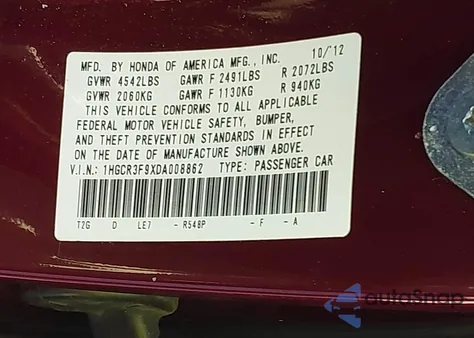 MFD. BY HONDA OF AMERICA MFG., INC. 10/12
GVWR 4542LBS GAWR F 2491LBS R 2072LBS
GVWR 2060KG GAWR F 1130KG R 940KG
THIS VEHICLE CONFORMS TO ALL APPLICABLE
FEDERAL MOTOR VEHICLE SAFETY, BUMPER,
AND THEFT PREVENTION STANDARDS IN EFFECT
ON THE DATE OF MANUFACTURE SHOWN ABOVE.
V.I.N.: 1HGCR3F9XDA008862 TYPE: PASSENGER CAR
T2G D LE7 - R548P - F - A
autoSnap